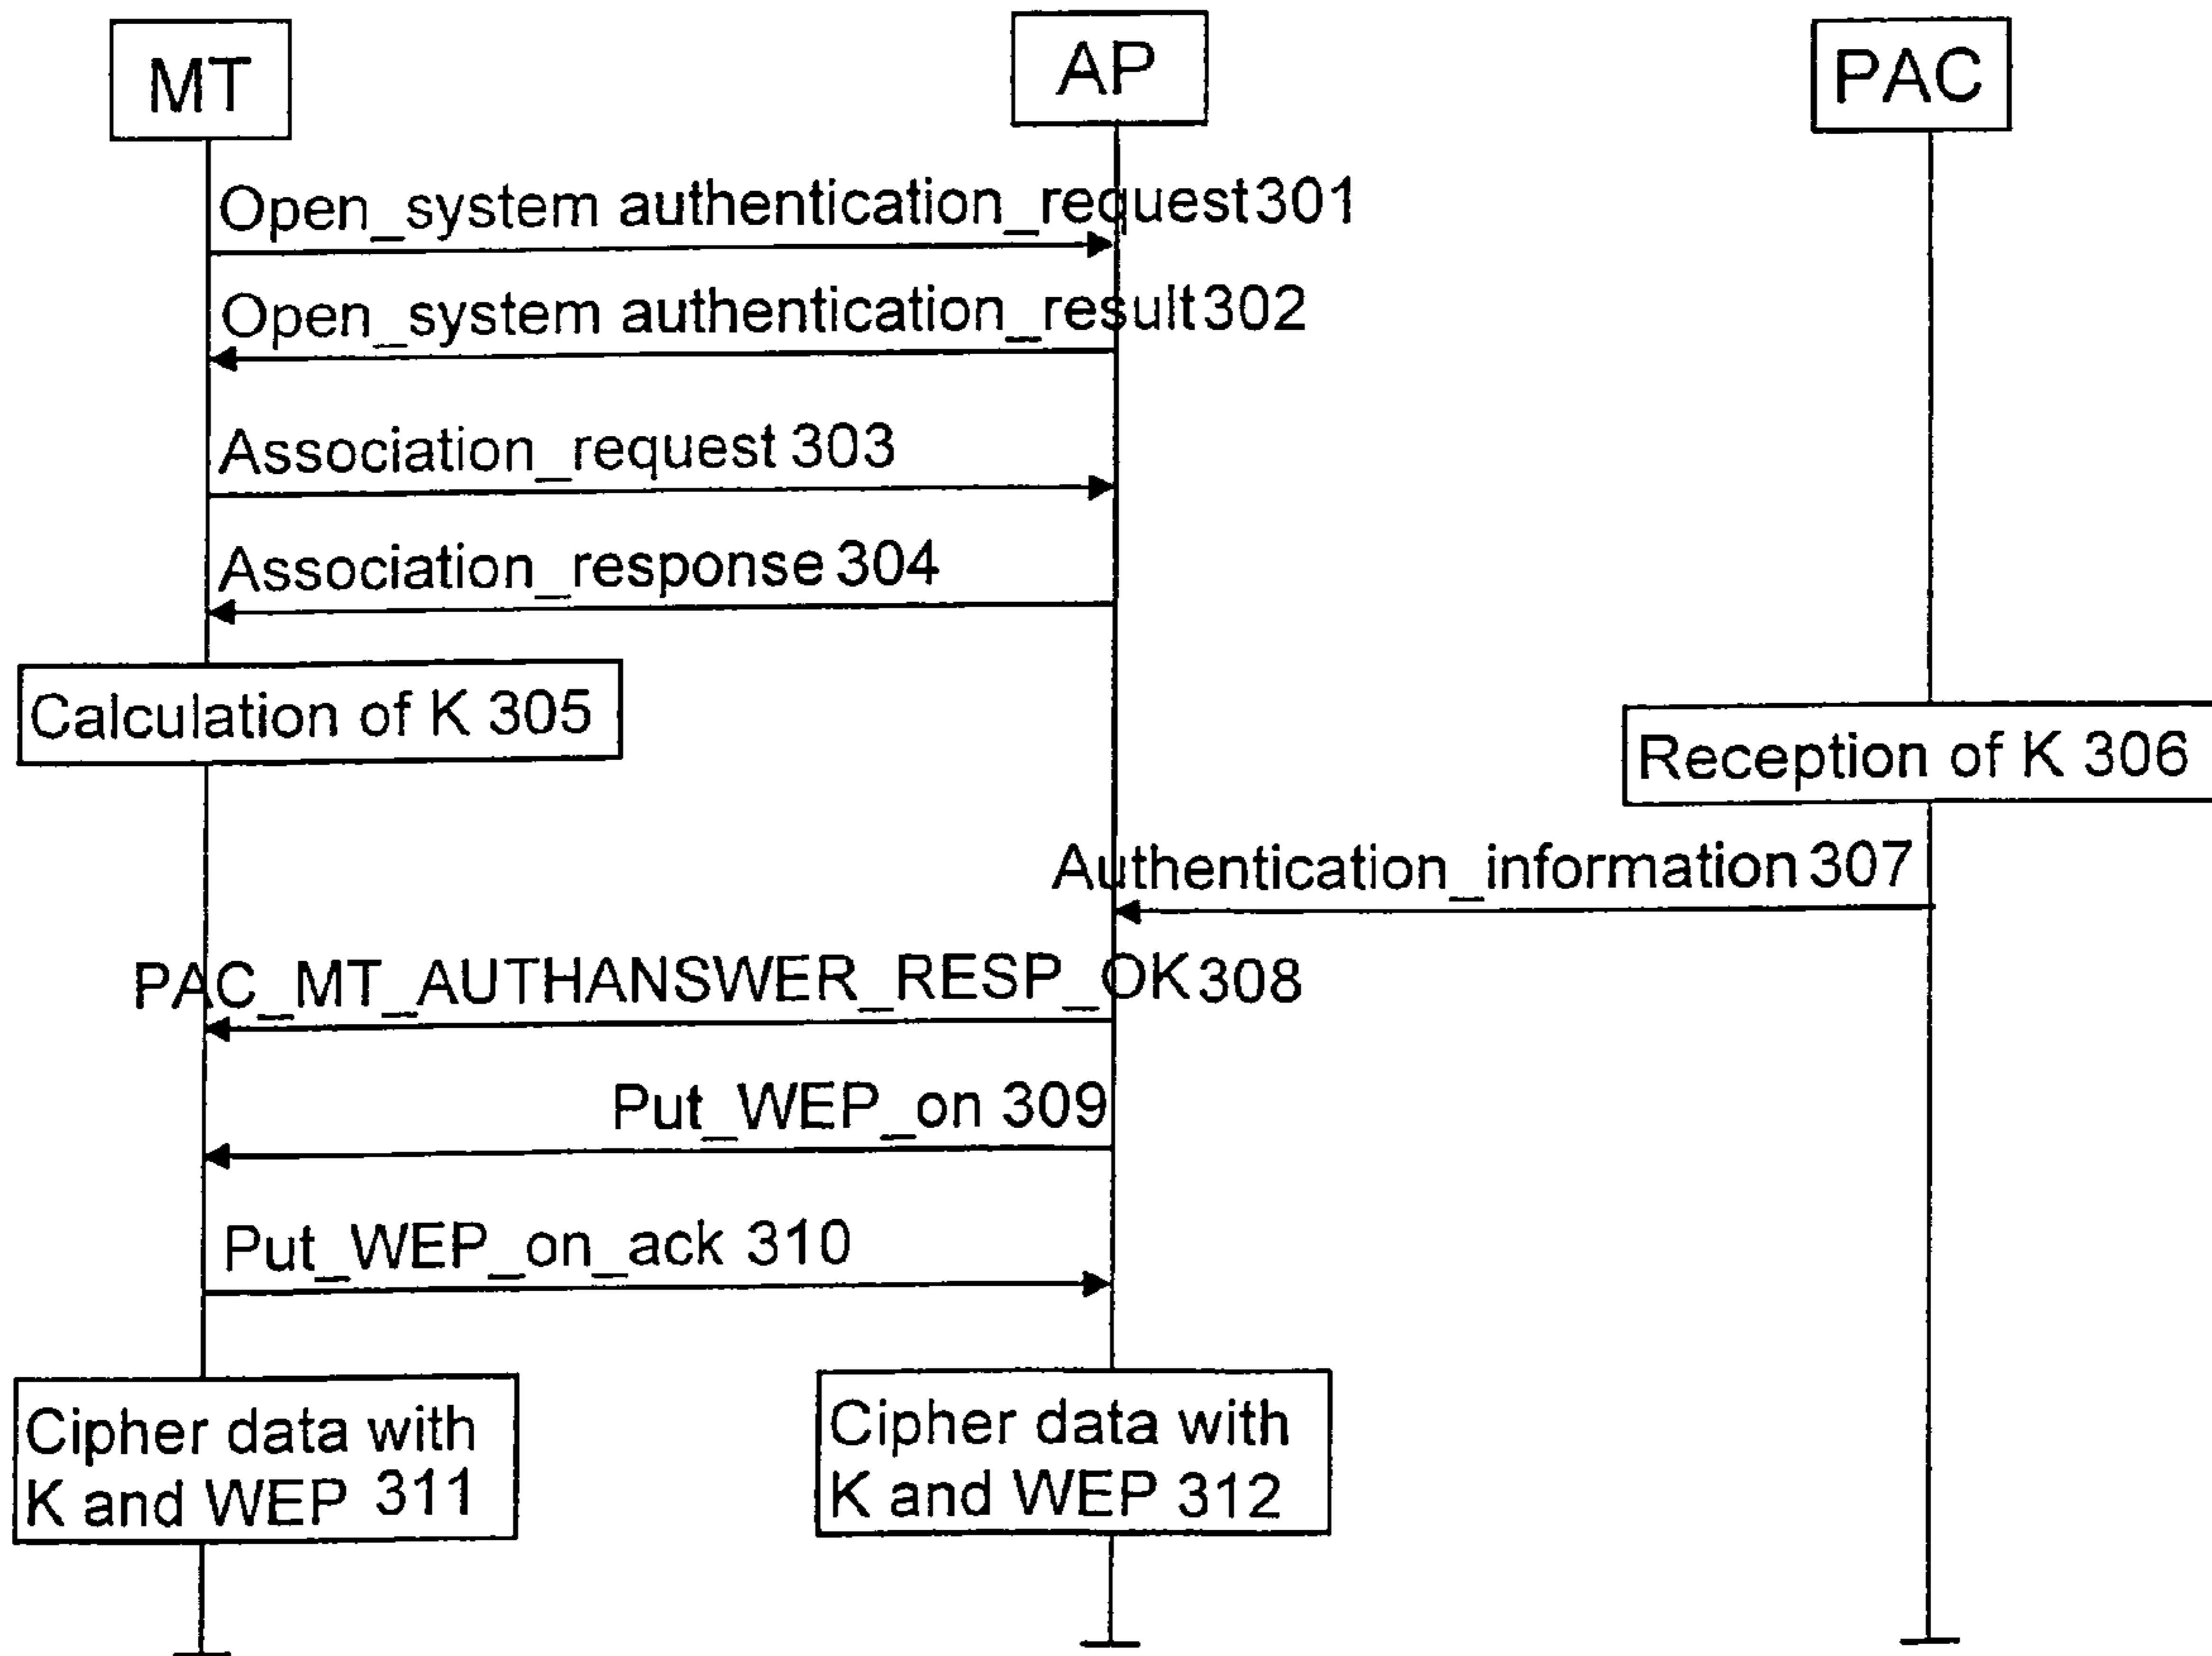 MT
AP
PAC
Open_system authentication_request 301
Open_system authentication_result 302
Association_request 303
Association_response 304
Calculation of K 305
Reception of K 306
Authentication_information 307
PAC_MT_AUTHANSWER_RESP_OK 308
Put_WEP_on 309
Put_WEP_on_ack 310
Cipher data with
K and WEP 311
Cipher data with
K and WEP 312